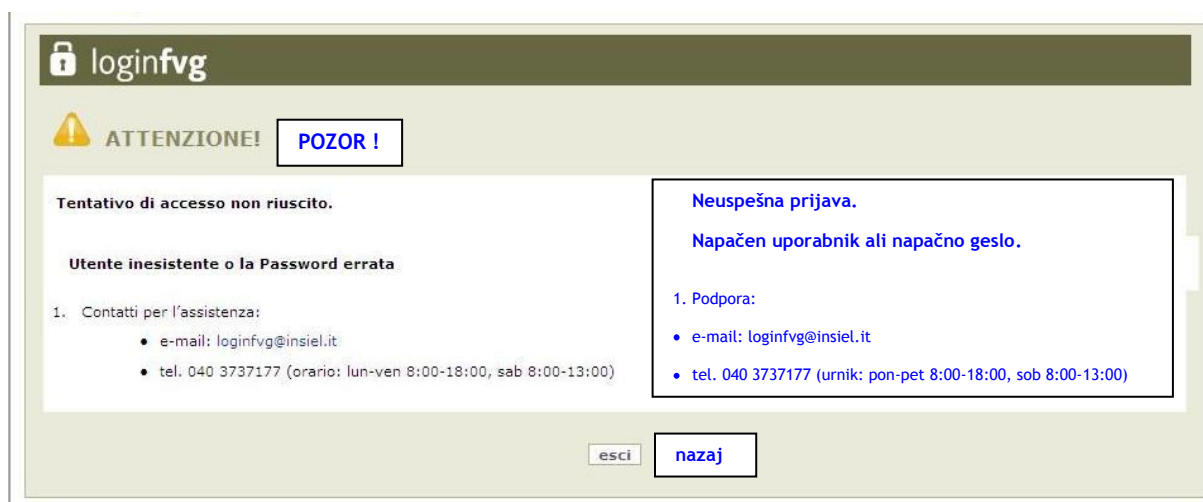 loginfvg
ATTENZIONE!
POZOR !
Tentativo di accesso non riuscito.
Utente inesistente o la Password errata
1. Contatti per l'assistenza:
• e-mail: loginfvg@insiel.it
• tel. 040 3737177 (orario: lun-ven 8:00-18:00, sab 8:00-13:00)
Neuspešna prijava.
Napačen uporabnik ali napačno geslo.
1. Podpora:
• e-mail: loginfvg@insiel.it
• tel. 040 3737177 (urnik: pon-pet 8:00-18:00, sob 8:00-13:00)
esci
nazaj